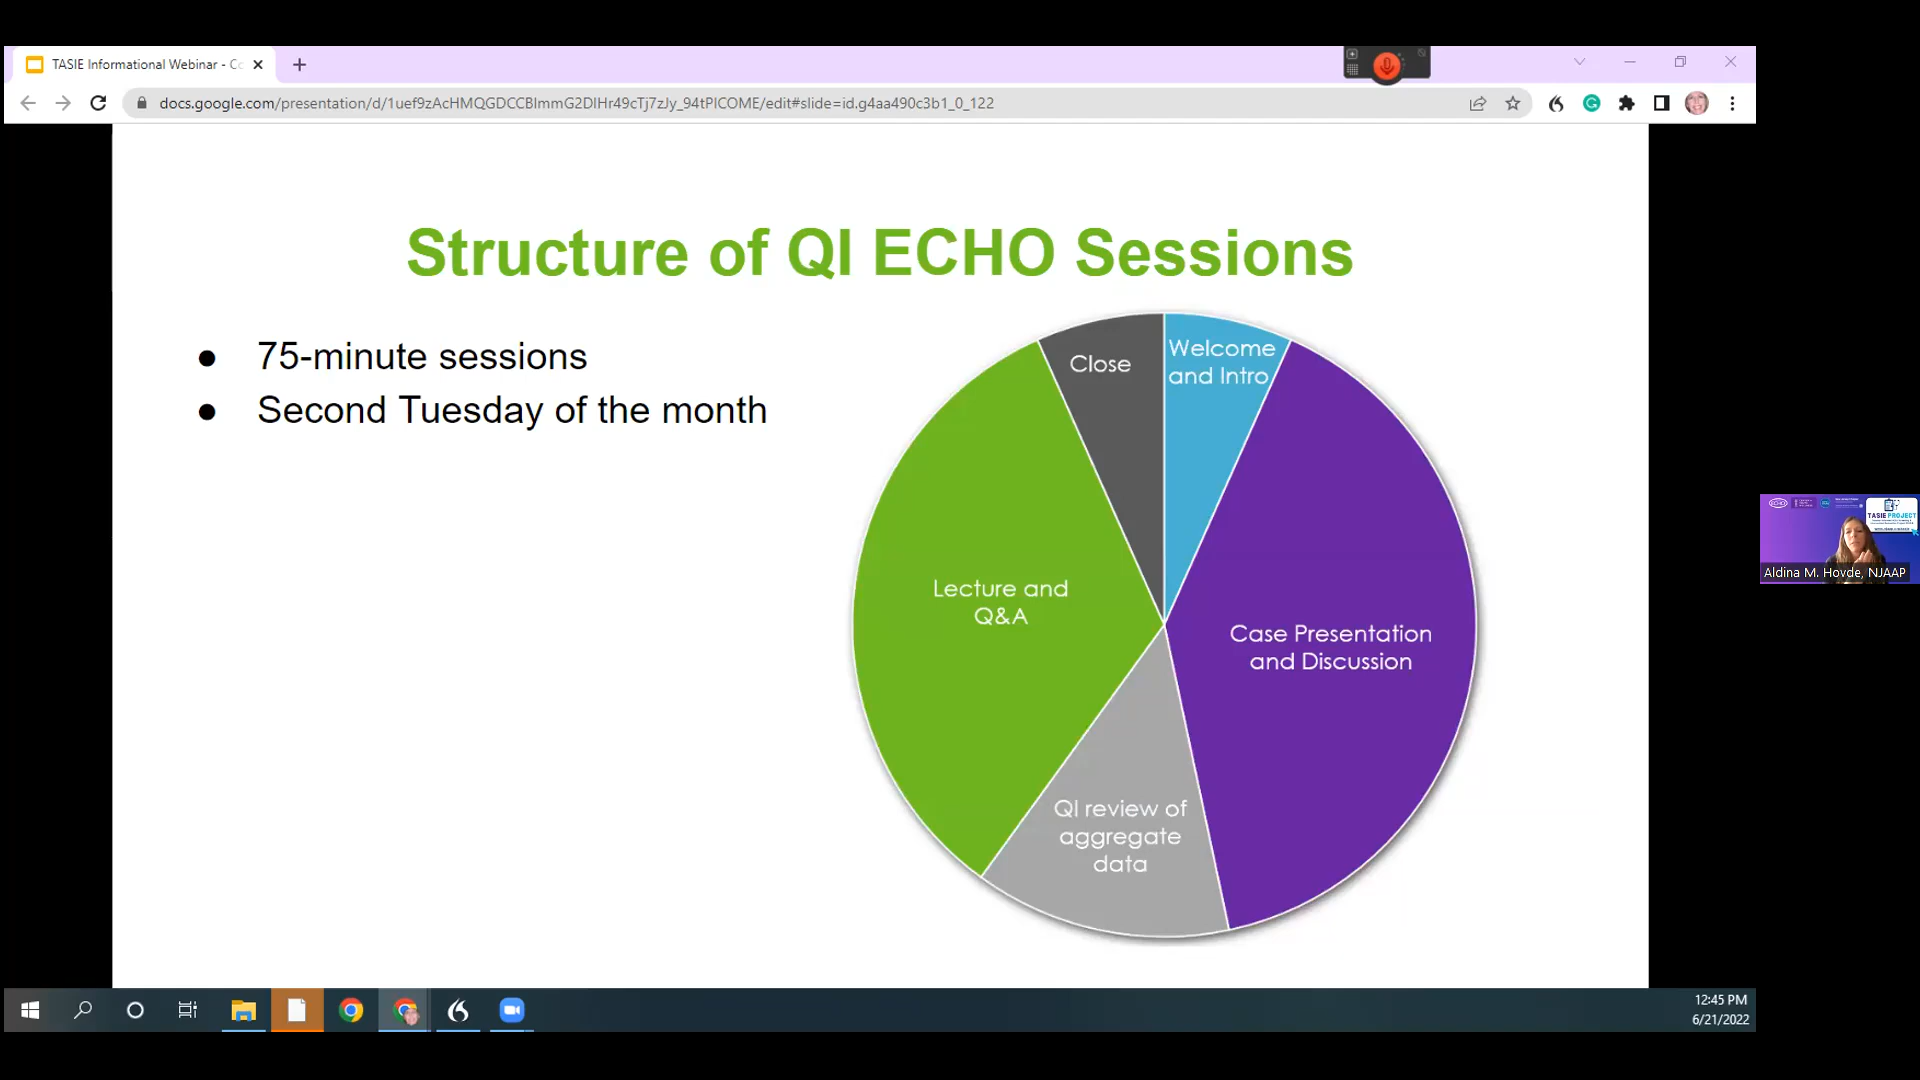 TASIE Informational Webinar - Co
docs.google.com/presentation/d/1uef9zAcHMQGDCCBImmG2DIHr49cTj7zJy_94tPICOME/edit#slide=id.g4aa490c3b1_0_122
Structure of QI ECHO Sessions
● 75-minute sessions
● Second Tuesday of the month
Close
Welcome
and Intro
Lecture and
Q&A
Case Presentation
and Discussion
QI review of
aggregate
data
TASIE PROJECT
Aldina M. Hovde, NJAAP
12:45 PM
6/21/2022